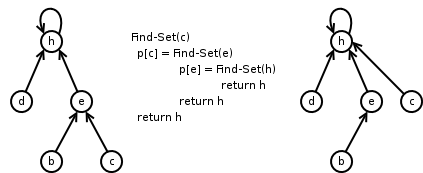 h
d
e
b
c
Find-Set(c)
p[c] = Find-Set(e)
p[e] = Find-Set(h)
return h
return h
return h
h
d
e
c
b